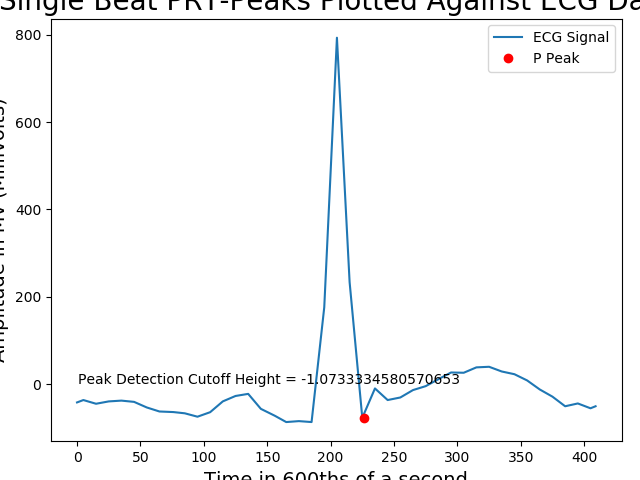 Single Beat PRT-Peaks Plotted Against ECG Da
ECG Signal
P Peak
Amplitude in MV (Millivolts)
800
600
400
200
0
Peak Detection Cutoff Height = -1.0733334580570653
0 50 100 150 200 250 300 350 400
Time in 600ths of a second